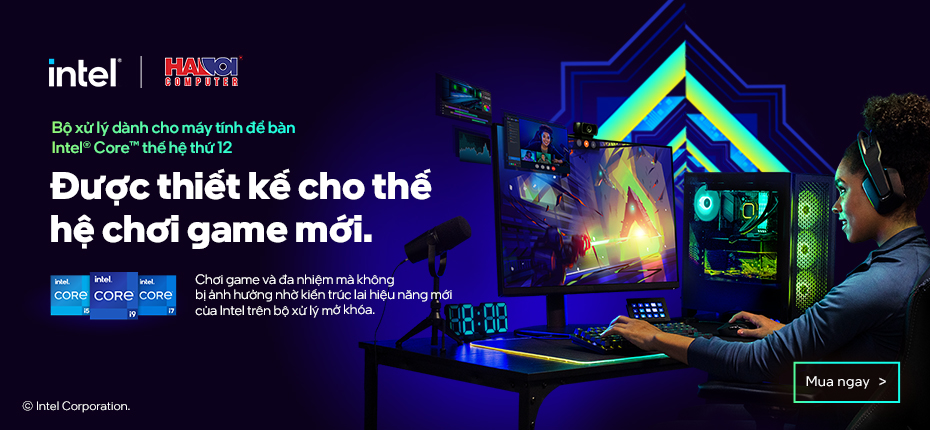 intel®
HANOI
COMPUTER
Bộ xử lý dành cho máy tính để bàn
Intel® Core™ thế hệ thứ 12
Được thiết kế cho thế
hệ chơi game mới.
intel.
CORE
i5
intel.
CORE
i9
intel.
CORE
i7
Chơi game và đa nhiệm mà không
bị ảnh hưởng nhờ kiến trúc lai hiệu năng mới
của Intel trên bộ xử lý mở khóa.
88:00
Mua ngay >
© Intel Corporation.